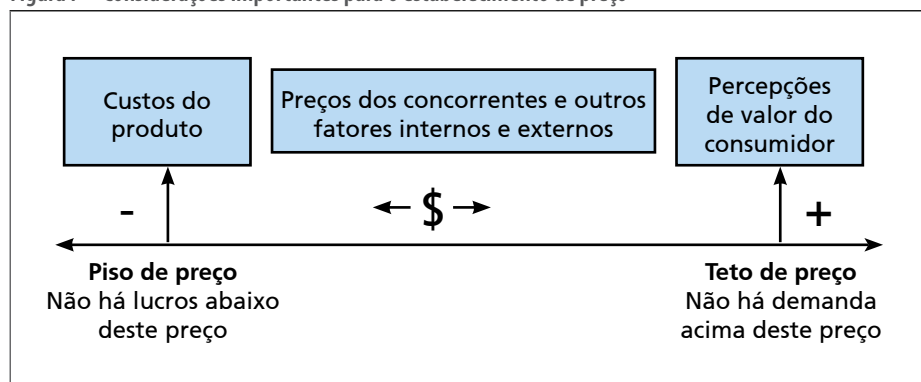 Custos do
produto
Preços dos concorrentes e outros
fatores internos e externos
Percepções
de valor do
consumidor
-
$
+
Piso de preço
Não há lucros abaixo
deste preço
Teto de preço
Não há demanda
acima deste preço